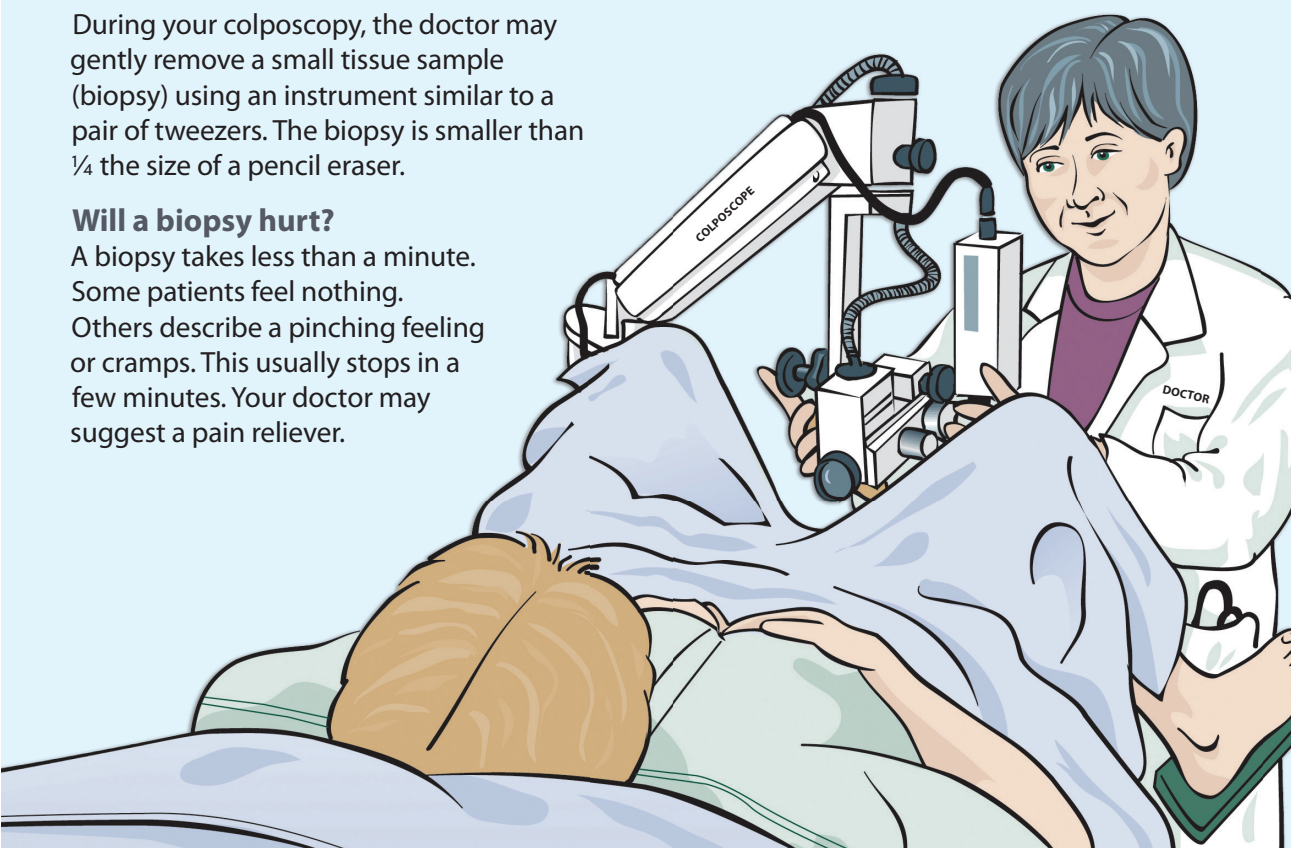 During your colposcopy, the doctor may
gently remove a small tissue sample
(biopsy) using an instrument similar to a
pair of tweezers. The biopsy is smaller than
¼ the size of a pencil eraser.
Will a biopsy hurt?
A biopsy takes less than a minute.
Some patients feel nothing.
Others describe a pinching feeling
or cramps. This usually stops in a
few minutes. Your doctor may
suggest a pain reliever.
COLPOSCOPE
DOCTOR